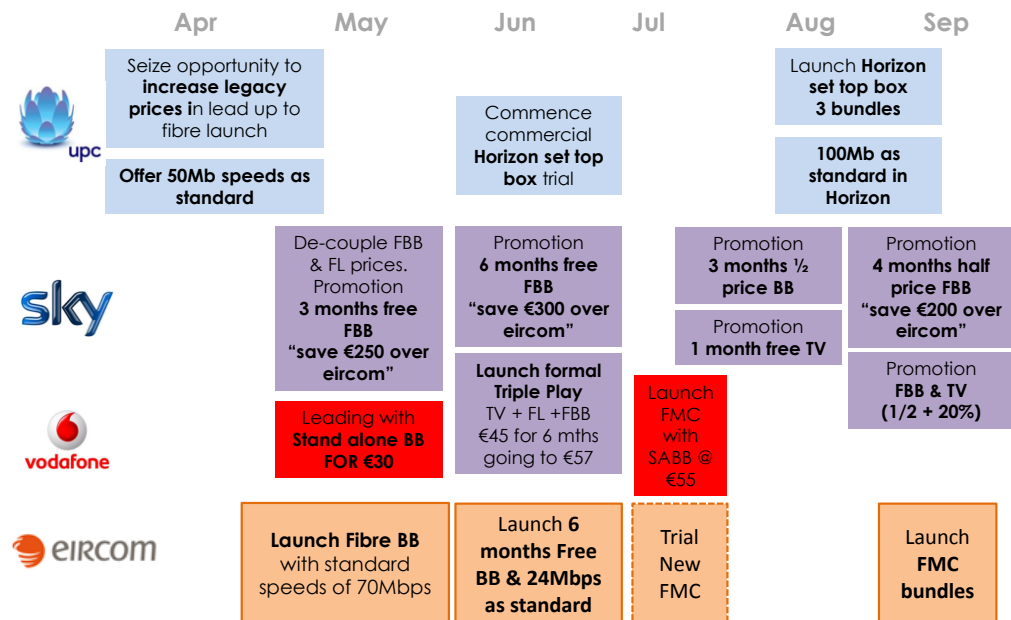 Apr May Jun Jul Aug Sep
upc
Seize opportunity to
increase legacy
prices in lead up to
fibre launch
Offer 50Mb speeds as
standard
Commence
commercial
Horizon set top
box trial
Launch Horizon
set top box
3 bundles
100Mb as
standard in
Horizon
sky
De-couple FBB
& FL prices.
Promotion
3 months free
FBB
“save €250 over
eircom”
Promotion
6 months free
FBB
“save €300 over
eircom”
Launch formal
Triple Play
TV + FL +FBB
€45 for 6 mths
going to €57
Promotion
3 months ½
price BB
Promotion
1 month free TV
Promotion
4 months half
price FBB
“save €200 over
eircom”
Promotion
FBB & TV
(1/2 + 20%)
vodafone
Leading with
Stand alone BB
FOR €30
Launch
FMC
with
SABB @
€55
eircom
Launch Fibre BB
with standard
speeds of 70Mbps
Launch 6
months Free
BB & 24Mbps
as standard
Trial
New
FMC
Launch
FMC
bundles